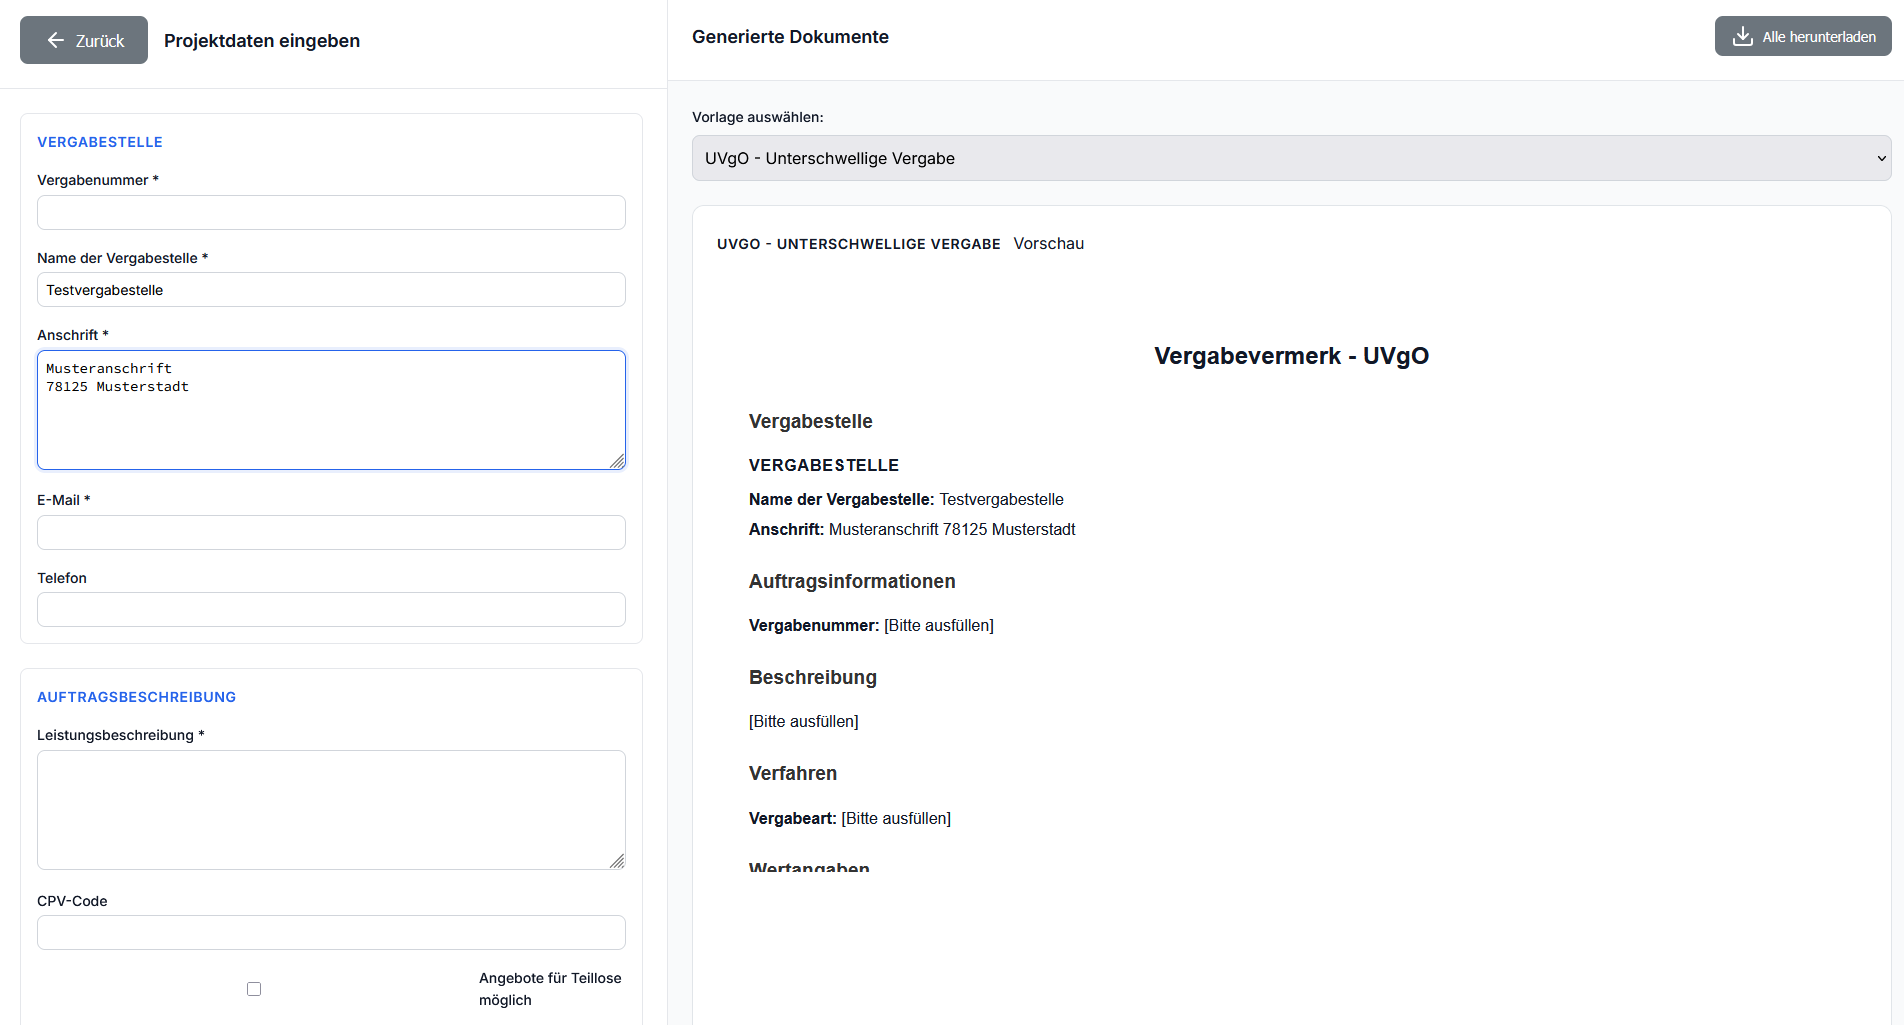 Zurück
Projektdaten eingeben
VERGABESTELLE
Vergabenummer *
Name der Vergabestelle *
Testvergabestelle
Anschrift *
Musteranschrift
78125 Musterstadt
E-Mail *
Telefon
AUFTRAGSBESCHREIBUNG
Leistungsbeschreibung *
CPV-Code
Angebote für Teillose
möglich
Generierte Dokumente
Alle herunterladen
Vorlage auswählen:
UVgO - Unterschwellige Vergabe
UVGO - UNTERSCHWELLIGE VERGABE Vorschau
Vergabevermerk - UVgO
Vergabestelle
VERGABESTELLE
Name der Vergabestelle: Testvergabestelle
Anschrift: Musteranschrift 78125 Musterstadt
Auftragsinformationen
Vergabenummer: [Bitte ausfüllen]
Beschreibung
[Bitte ausfüllen]
Verfahren
Vergabeart: [Bitte ausfüllen]
Wertangaben